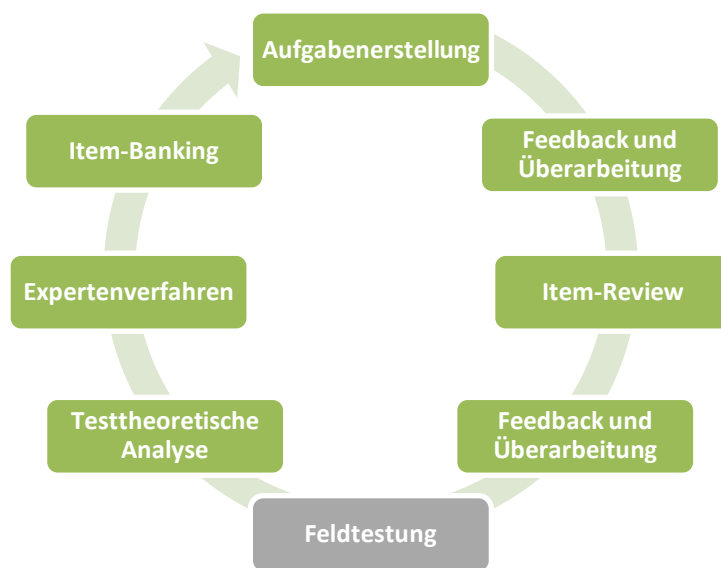 Aufgabenerstellung
Feedback und
Überarbeitung
Item-Review
Feedback und
Überarbeitung
Feldtestung
Testtheoretische
Analyse
Expertenverfahren
Item-Banking